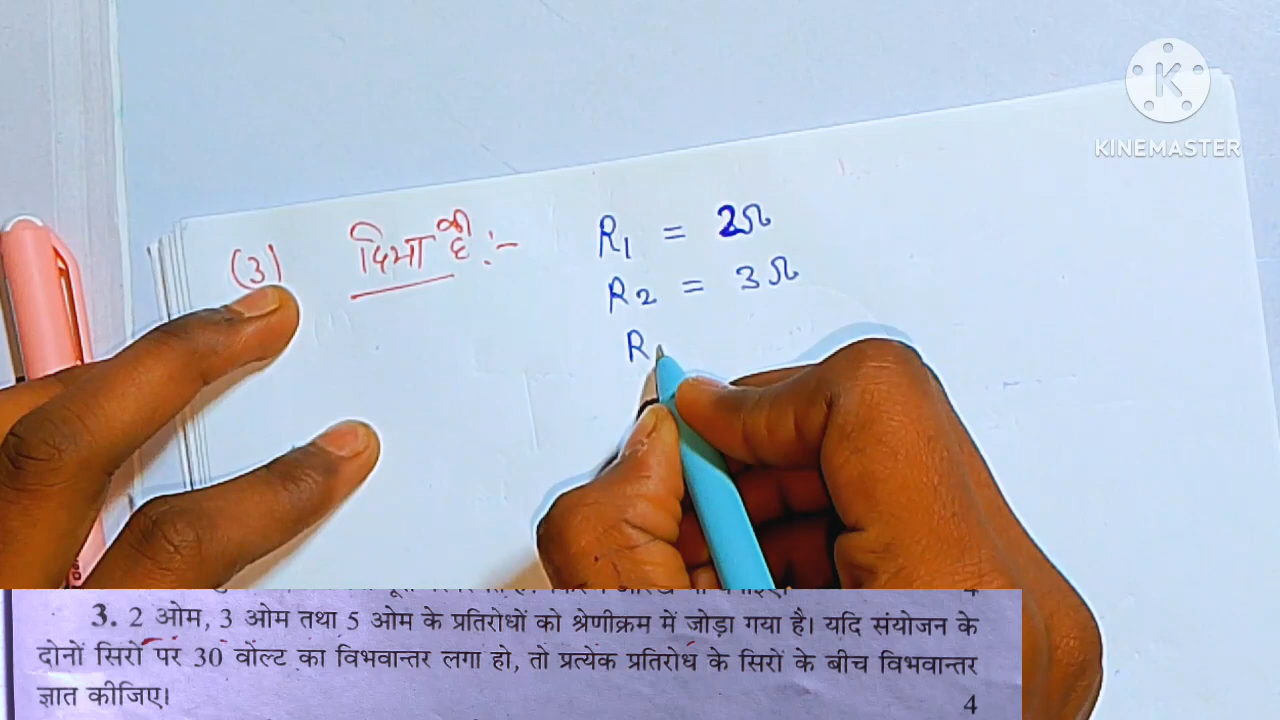 KINEMASTER
(3) दिया की है :- R1 = 2Ω
R2 = 3Ω
R
3. 2 ओम, 3 ओम तथा 5 ओम के प्रतिरोधों को श्रेणीक्रम में जोड़ा गया है। यदि संयोजन के
दोनों सिरों पर 30 वोल्ट का विभवान्तर लगा हो, तो प्रत्येक प्रतिरोध के सिरों के बीच विभवान्तर
ज्ञात कीजिए।
4